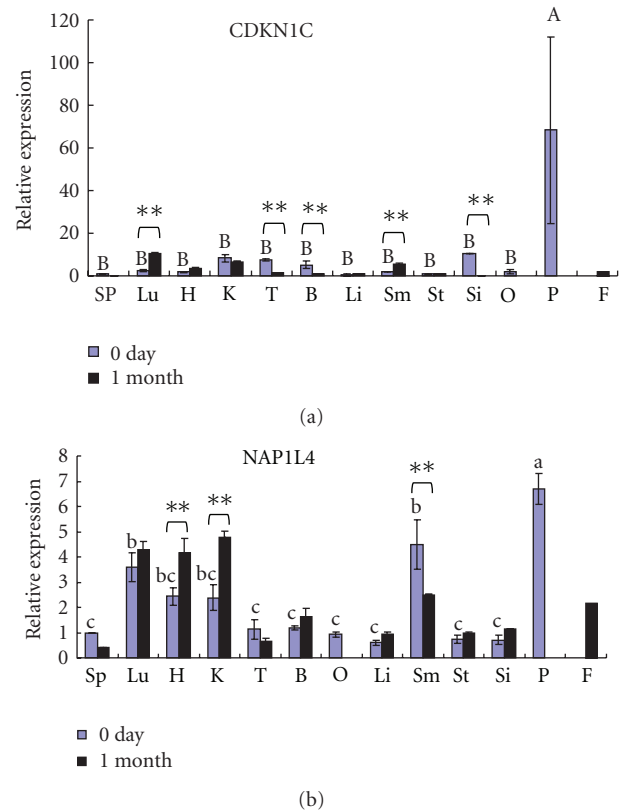 CDKN1C
A
120
100
80
60
40
20
0
Relative expression
** ** ** ** **
B B B B B B B B B B B
SP Lu H K T B Li Sm St Si O P F
0 day
1 month
(a)
NAP1L4
8
7
6
5
4
3
2
1
0
Relative expression
** ** **
c b bc bc c c c c b c c a
Sp Lu H K T B O Li Sm St Si P F
0 day
1 month
(b)